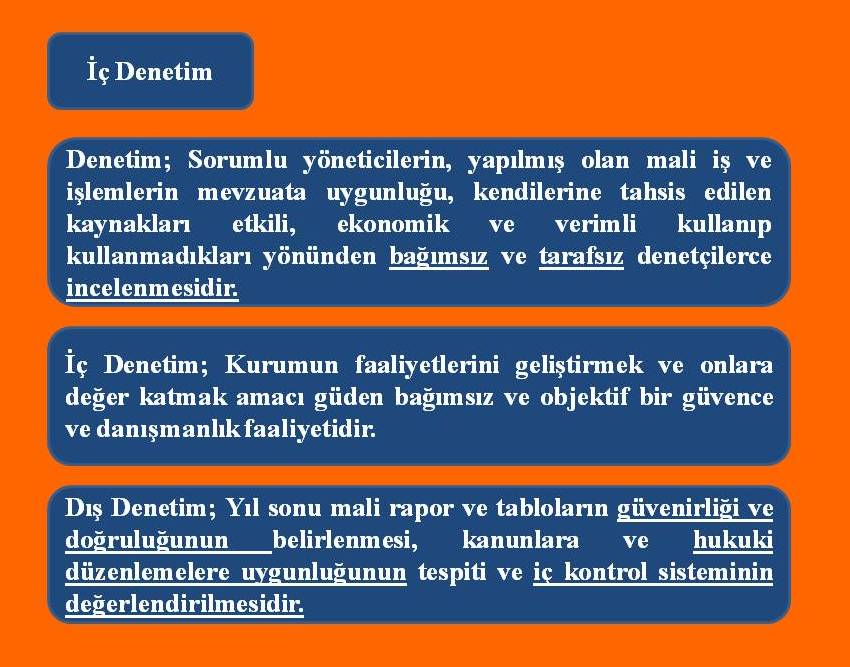 İç Denetim
Denetim; Sorumlu yöneticilerin, yapılmış olan mali iş ve
işlemlerin mevzuata uygunluğu, kendilerine tahsis edilen
kaynakları etkili, ekonomik ve verimli kullanıp
kullanmadıkları yönünden bağımsız ve tarafsız denetçilerce
incelenmesidir.
İç Denetim; Kurumun faaliyetlerini geliştirmek ve onlara
değer katmak amacı güden bağımsız ve objektif bir güvence
ve danışmanlık faaliyetidir.
Dış Denetim; Yıl sonu mali rapor ve tabloların güvenirliği ve
doğruluğunun belirlenmesi, kanunlara ve hukuki
düzenlemelere uygunluğunun tespiti ve iç kontrol sisteminin
değerlendirilmesidir.